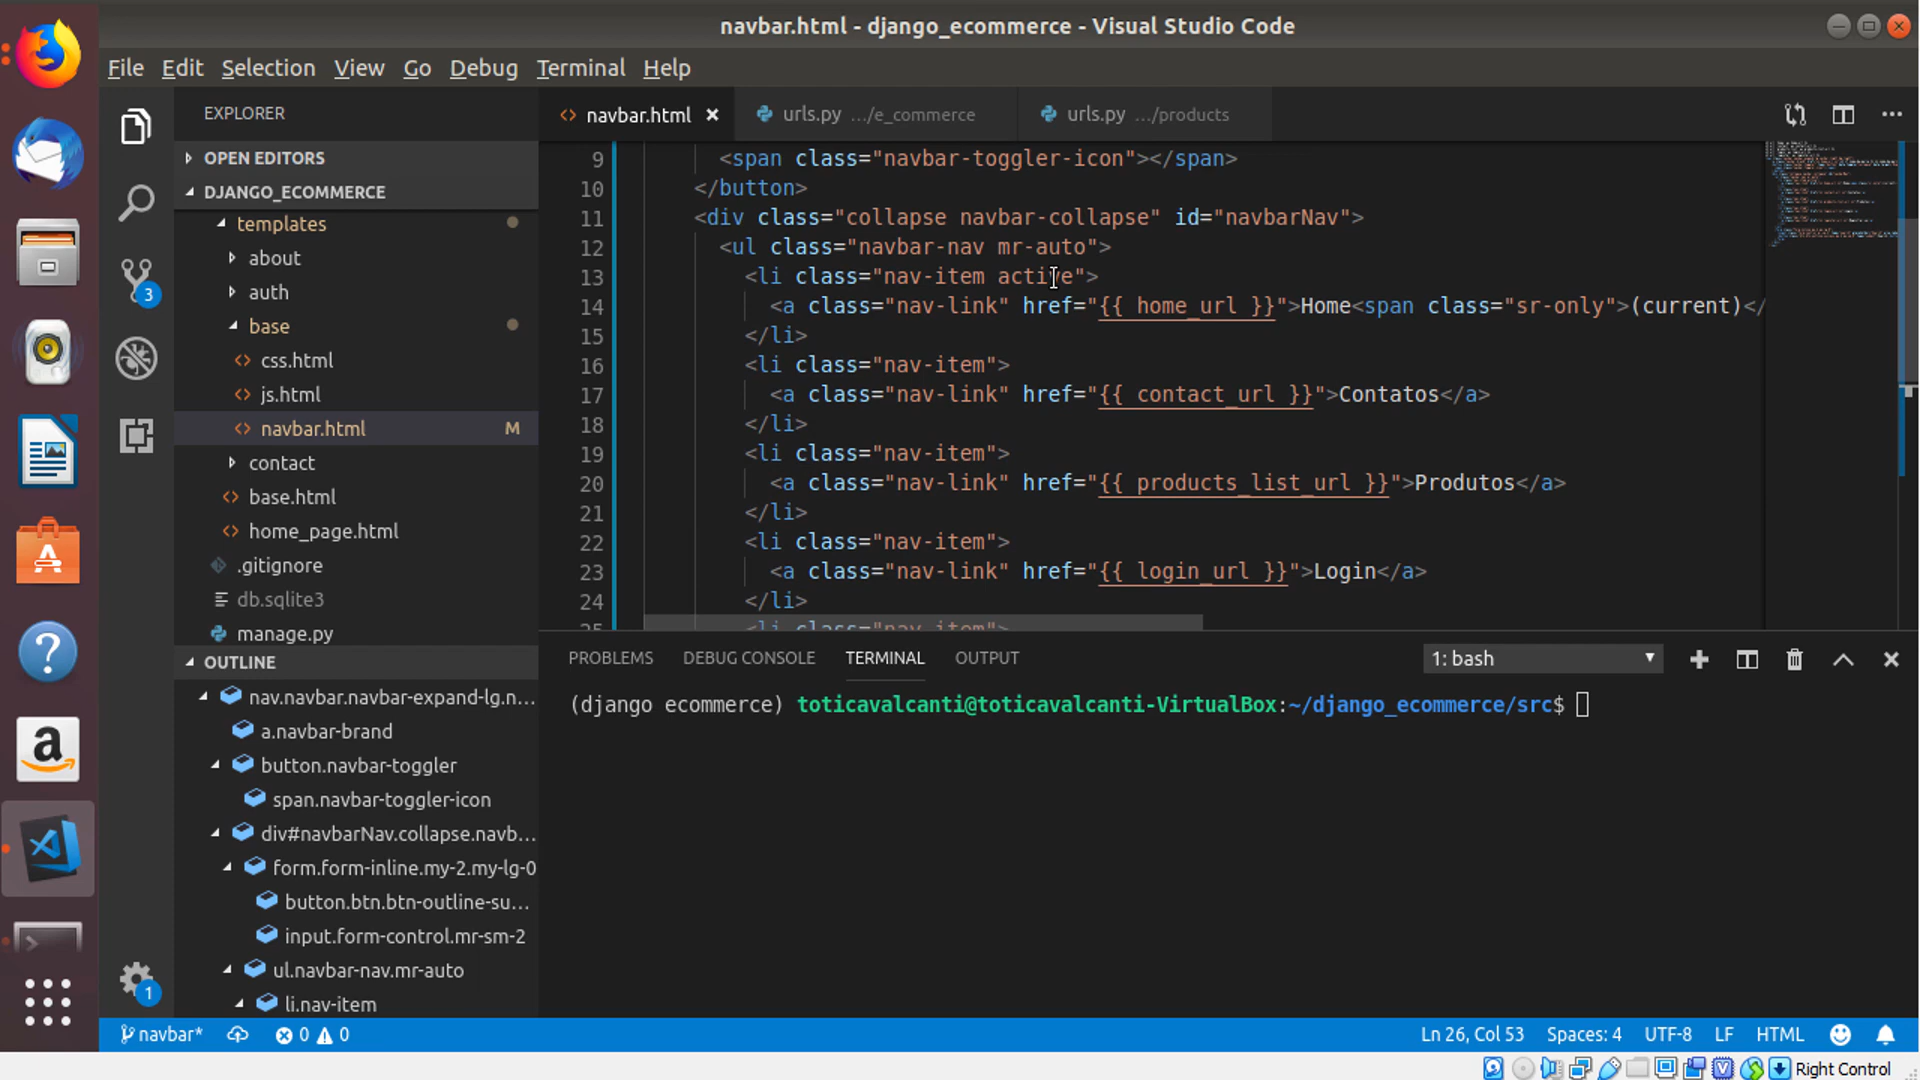 navbar.html - django_ecommerce - Visual Studio Code
File Edit Selection View Go Debug Terminal Help
EXPLORER
OPEN EDITORS
DJANGO_ECOMMERCE
templates
about
auth
base
css.html
js.html
navbar.html M
contact
base.html
home_page.html
.gitignore
db.sqlite3
manage.py
OUTLINE
nav.navbar.navbar-expand-lg.n...
a.navbar-brand
button.navbar-toggler
span.navbar-toggler-icon
div#navbarNav.collapse.navb...
form.form-inline.my-2.my-lg-0
button.btn.btn-outline-su...
input.form-control.mr-sm-2
ul.navbar-nav.mr-auto
li.nav-item
3
1
navbar.html urls.py .../e_commerce urls.py .../products
9 <span class="navbar-toggler-icon"></span>
10 </button>
11 <div class="collapse navbar-collapse" id="navbarNav">
12 <ul class="navbar-nav mr-auto">
13 <li class="nav-item active">
14 <a class="nav-link" href="{{ home_url }}">Home<span class="sr-only">(current)</
15 </li>
16 <li class="nav-item">
17 <a class="nav-link" href="{{ contact_url }}">Contatos</a>
18 </li>
19 <li class="nav-item">
20 <a class="nav-link" href="{{ products_list_url }}">Produtos</a>
21 </li>
22 <li class="nav-item">
23 <a class="nav-link" href="{{ login_url }}">Login</a>
24 </li>
25 <li class="nav-item">
PROBLEMS DEBUG CONSOLE TERMINAL OUTPUT 1: bash
(django ecommerce) toticavalcanti@toticavalcanti-VirtualBox:~/django_ecommerce/src$
navbar* 0 0 Ln 26, Col 53 Spaces: 4 UTF-8 LF HTML
Right Control